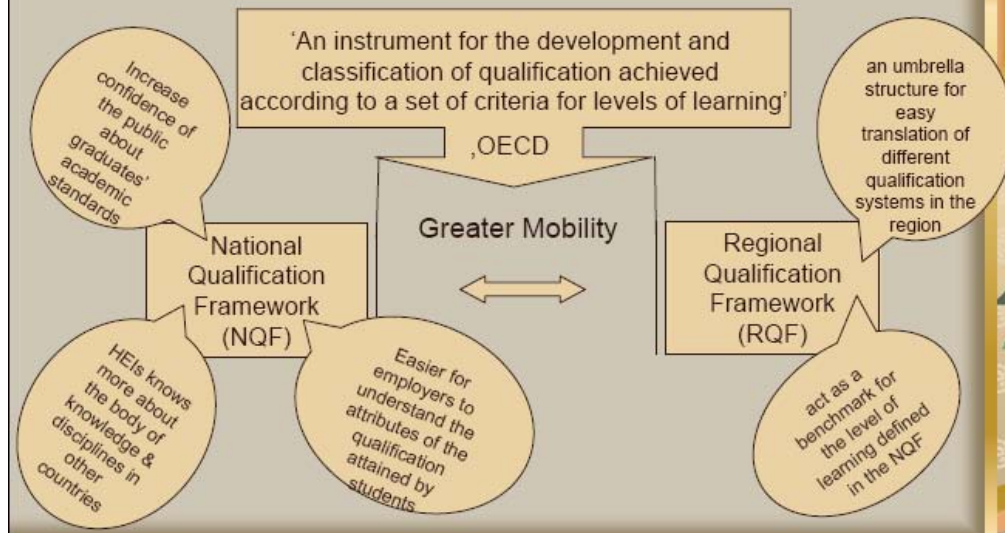 ‘An instrument for the development and
classification of qualification achieved
according to a set of criteria for levels of learning’
,OECD
Increase
confidence of
the public
about
graduates’
academic
standards
an umbrella
structure for
easy
translation of
different
qualification
systems in the
region
Greater Mobility
National
Qualification
Framework
(NQF)
Regional
Qualification
Framework
(RQF)
HEIs knows
more about
the body of
knowledge &
disciplines in
other
countries
Easier for
employers to
understand the
attributes of the
qualification
attained by
students
act as a
benchmark for
the level of
learning defined
in the NQF